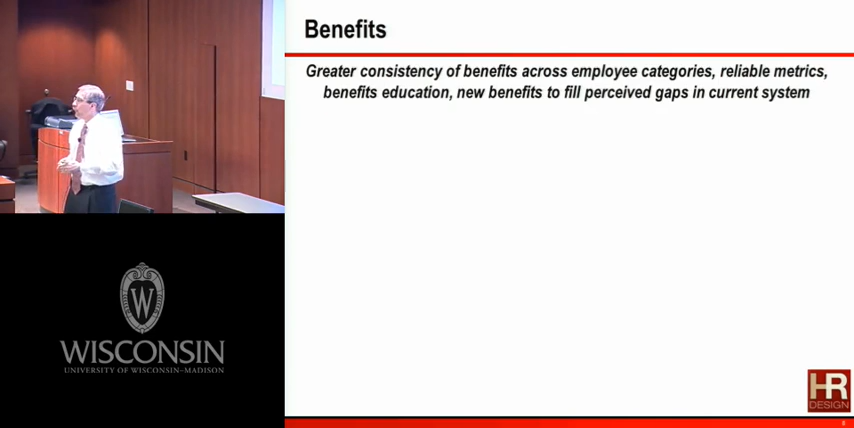 Benefits
Greater consistency of benefits across employee categories, reliable metrics,
benefits education, new benefits to fill perceived gaps in current system
W
WISCONSIN
UNIVERSITY OF WISCONSIN–MADISON
HR
DESIGN
6